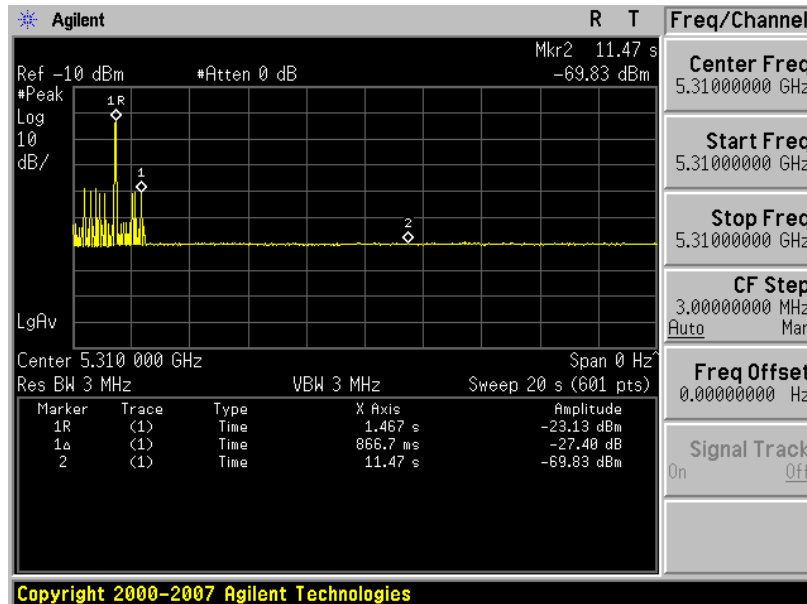 Agilent R T
Mkr2 11.47 s
Ref -10 dBm #Atten 0 dB -69.83 dBm
#Peak
Log
10
dB/
1R
1
2
LgAv
Center 5.310 000 GHz Span 0 Hz^
Res BW 3 MHz VBW 3 MHz Sweep 20 s (601 pts)
Marker Trace Type X Axis Amplitude
1R (1) Time 1.467 s -23.13 dBm
1Δ (1) Time 866.7 ms -27.40 dB
2 (1) Time 11.47 s -69.83 dBm
Copyright 2000-2007 Agilent Technologies
Freq/Channel
Center Freq
5.31000000 GHz
Start Freq
5.31000000 GHz
Stop Freq
5.31000000 GHz
CF Step
3.00000000 MHz
Auto Man
Freq Offset
0.00000000 Hz
Signal Track
On Off